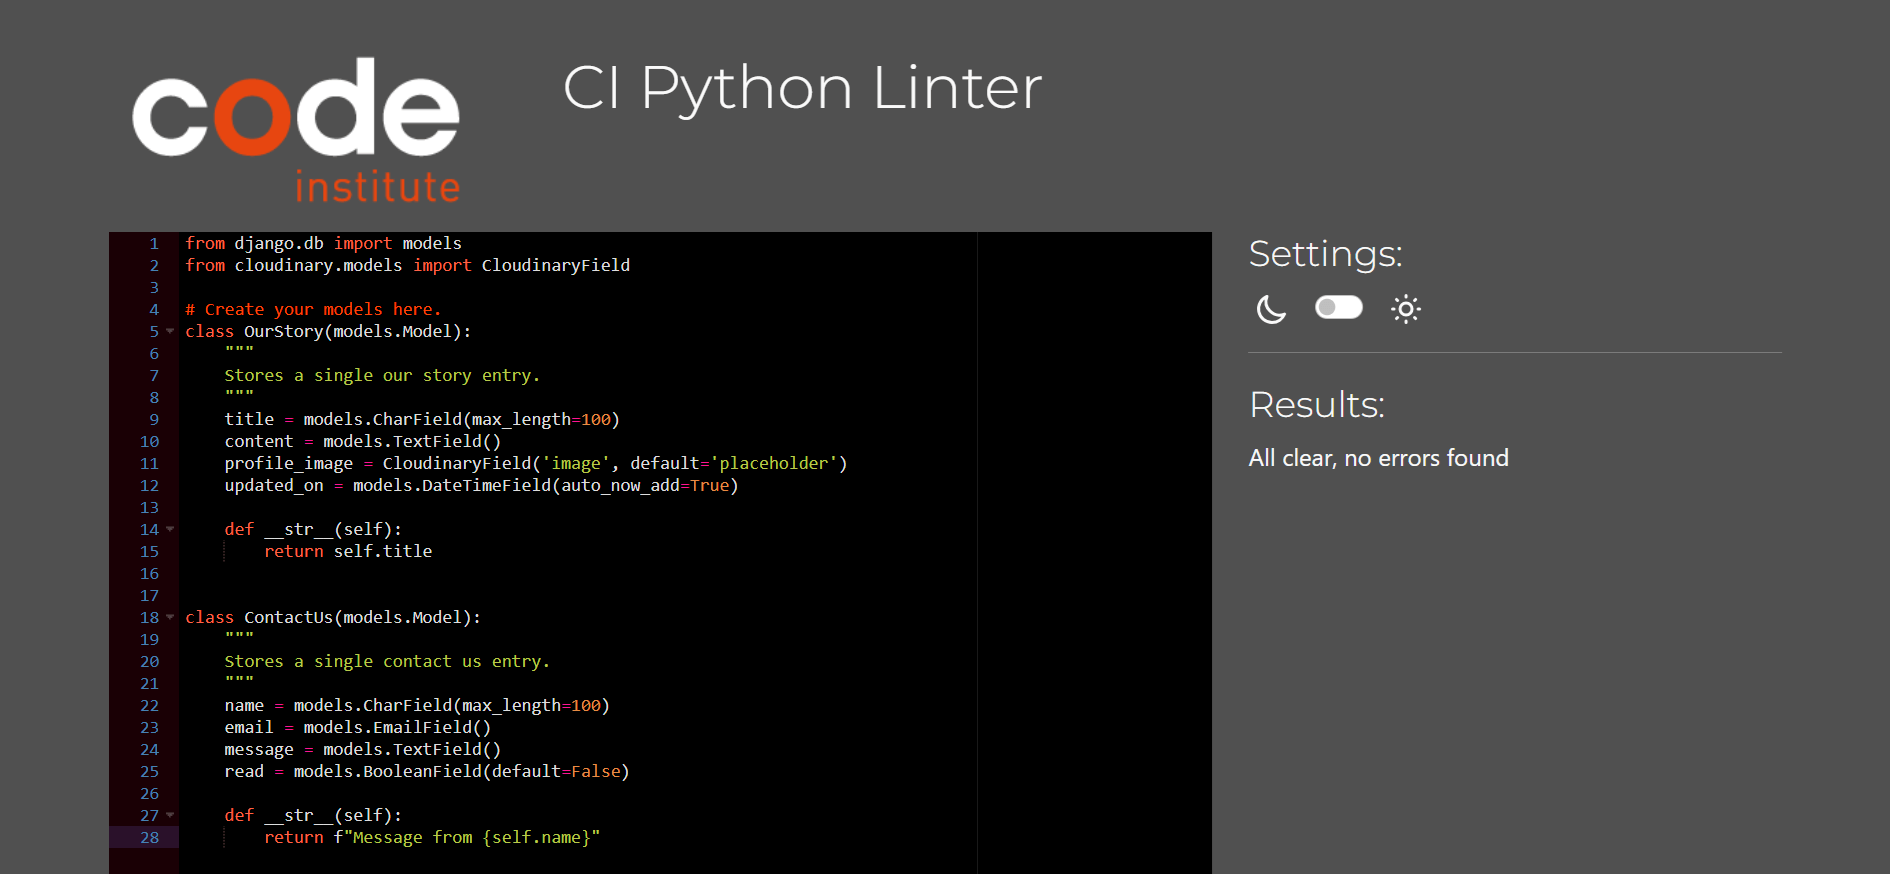 code
institute
CI Python Linter
1 from django.db import models
2 from cloudinary.models import CloudinaryField
3
4 # Create your models here.
5 class OurStory(models.Model):
6     """
7     Stores a single our story entry.
8     """
9     title = models.CharField(max_length=100)
10     content = models.TextField()
11     profile_image = CloudinaryField('image', default='placeholder')
12     updated_on = models.DateTimeField(auto_now_add=True)
13
14     def __str__(self):
15         return self.title
16
17
18 class ContactUs(models.Model):
19     """
20     Stores a single contact us entry.
21     """
22     name = models.CharField(max_length=100)
23     email = models.EmailField()
24     message = models.TextField()
25     read = models.BooleanField(default=False)
26
27     def __str__(self):
28         return f"Message from {self.name}"
Settings:
Results:
All clear, no errors found